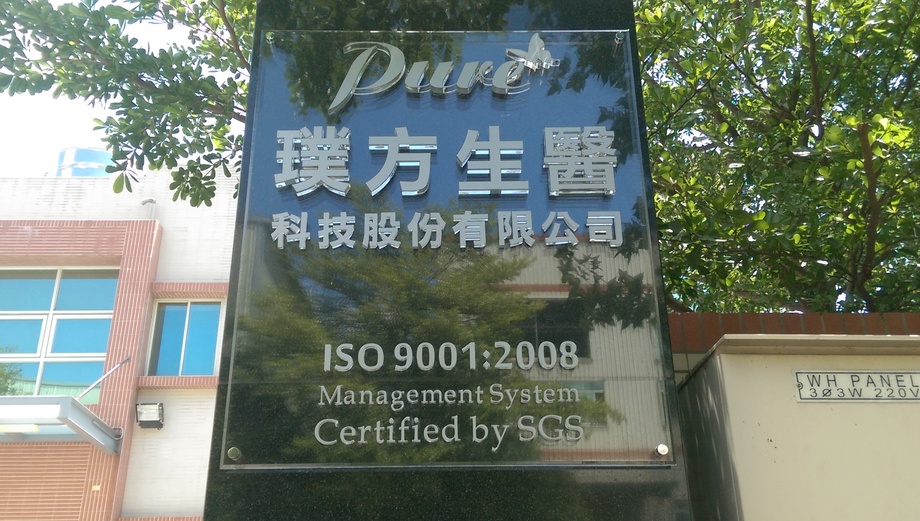 Pure
璞方生醫
科技股份有限公司
ISO 9001:2008
Management System
Certified by SGS
WH PANEL
3ø3W 220V